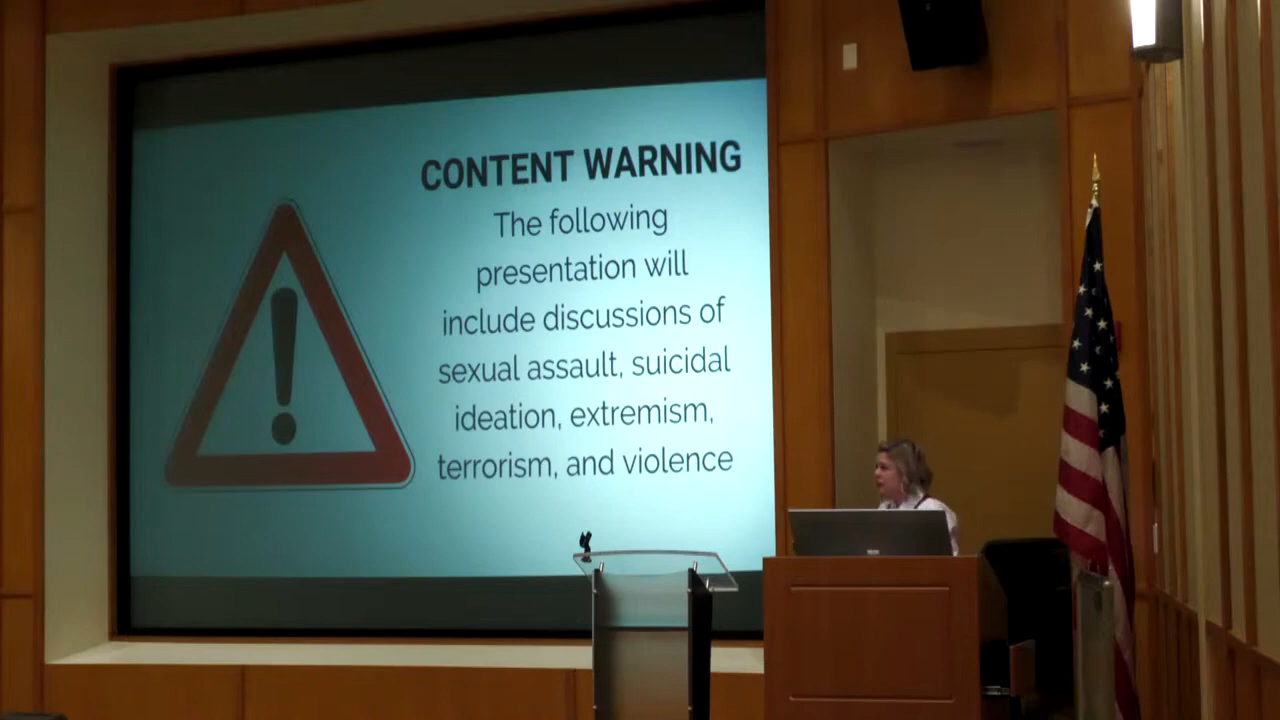 CONTENT WARNING
The following
presentation will
include discussions of
sexual assault, suicidal
ideation, extremism,
terrorism, and violence